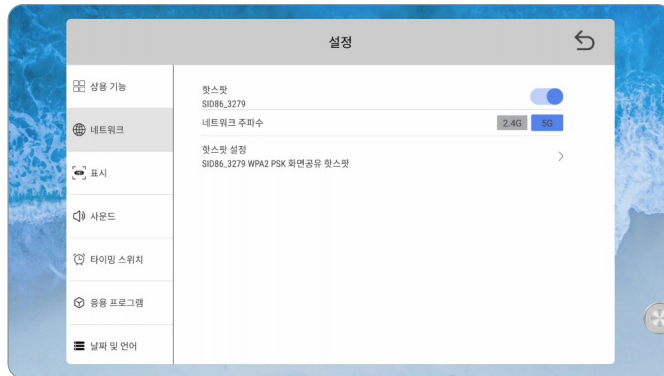 설정
상용 기능
네트워크
표시
사운드
타이밍 스위치
응용 프로그램
날짜 및 언어
핫스팟
SID86_3279
네트워크 주파수
2.4G 5G
핫스팟 설정
SID86_3279 WPA2 PSK 화면공유 핫스팟